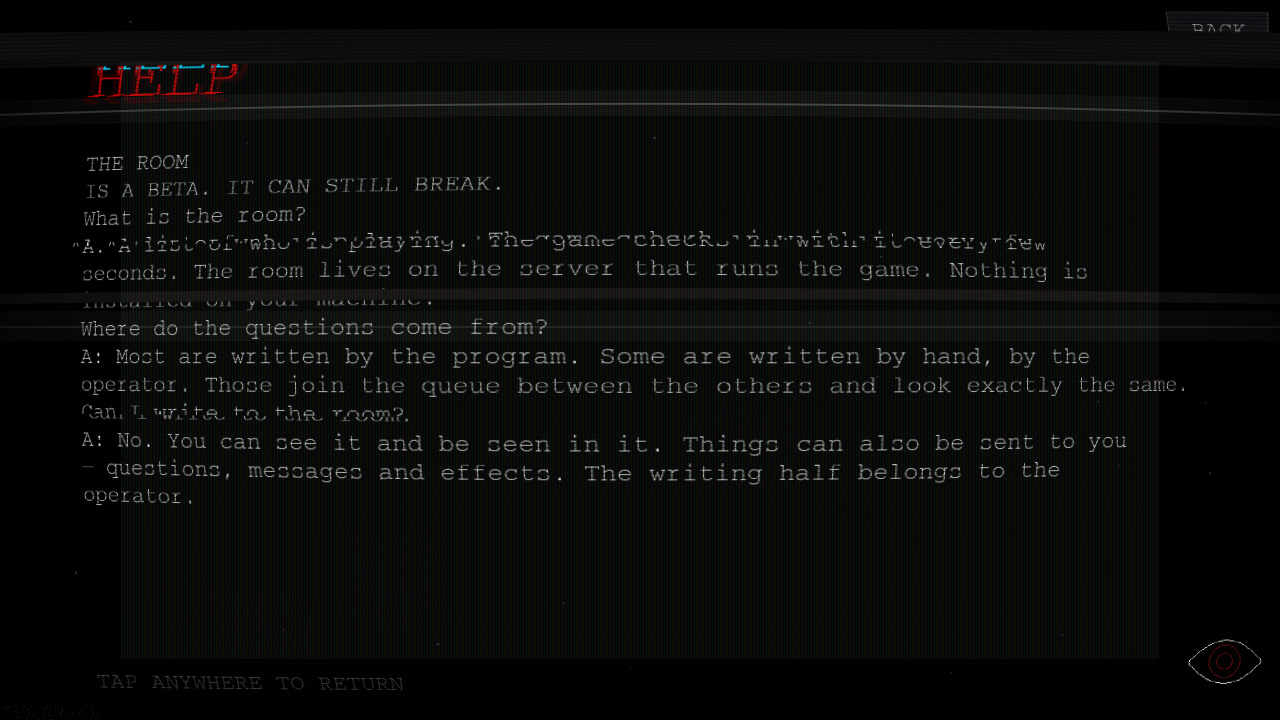 BACK
HELP
THE ROOM
IS A BETA. IT CAN STILL BREAK.
What is the room?
A: A list of who is playing. The game checks in with it every few
seconds. The room lives on the server that runs the game. Nothing is
installed on your machine.
Where do the questions come from?
A: Most are written by the program. Some are written by hand, by the
operator. Those join the queue between the others and look exactly the same.
Can I write to the room?
A: No. You can see it and be seen in it. Things can also be sent to you
— questions, messages and effects. The writing half belongs to the
operator.
TAP ANYWHERE TO RETURN